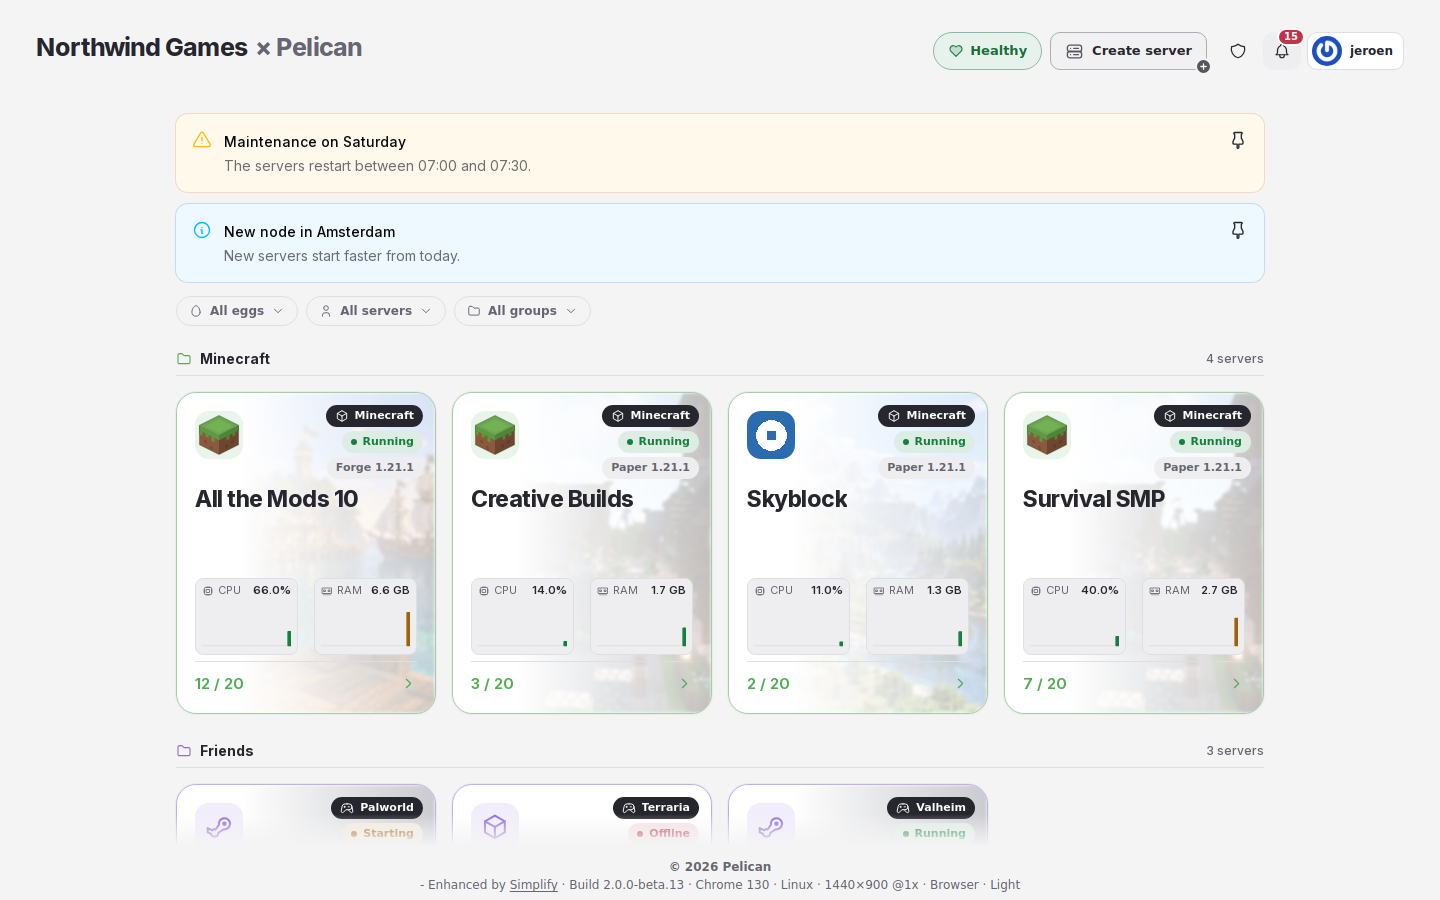 Northwind Games × Pelican
Healthy
Create server
15
jeroen
Maintenance on Saturday
The servers restart between 07:00 and 07:30.
New node in Amsterdam
New servers start faster from today.
All eggs
All servers
All groups
Minecraft
4 servers
Minecraft
Running
Forge 1.21.1
All the Mods 10
CPU 66.0%
RAM 6.6 GB
12 / 20
Minecraft
Running
Paper 1.21.1
Creative Builds
CPU 14.0%
RAM 1.7 GB
3 / 20
Minecraft
Running
Paper 1.21.1
Skyblock
CPU 11.0%
RAM 1.3 GB
2 / 20
Minecraft
Running
Paper 1.21.1
Survival SMP
CPU 40.0%
RAM 2.7 GB
7 / 20
Friends
3 servers
Palworld
Starting
Terraria
Offline
Valheim
Running
© 2026 Pelican
- Enhanced by Simplify · Build 2.0.0-beta.13 · Chrome 130 · Linux · 1440×900 @1x · Browser · Light